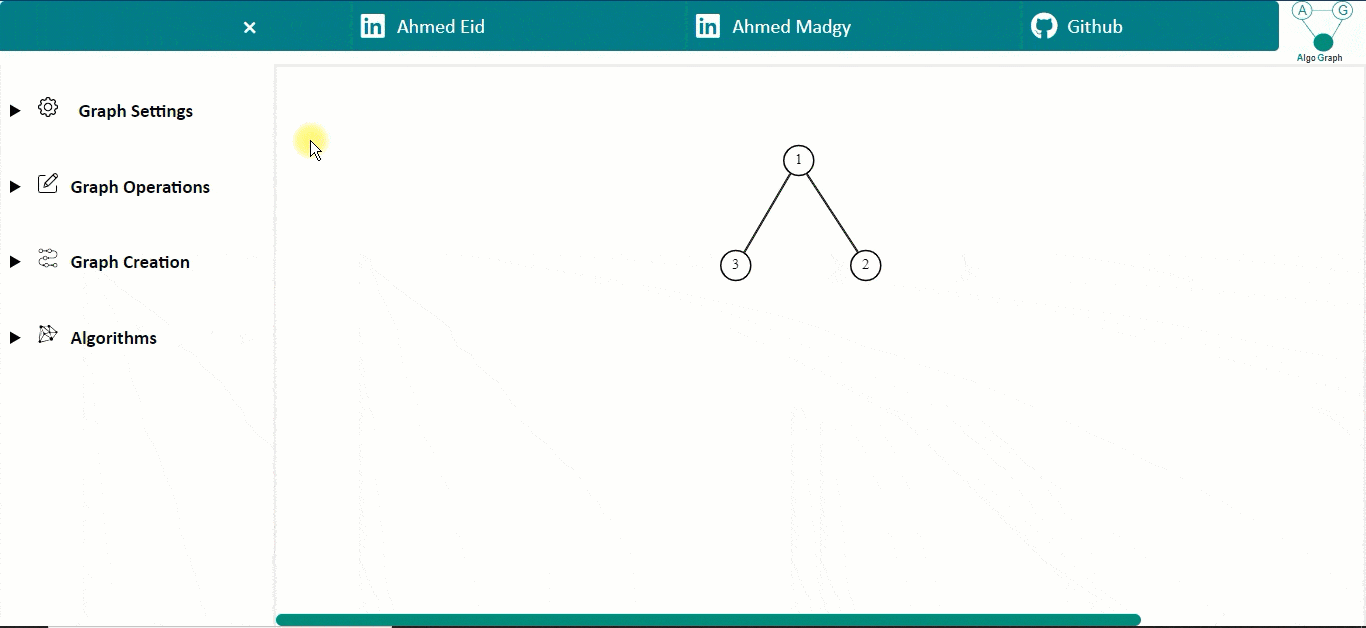 × Ahmed Eid Ahmed Madgy Github
A G
Algo Graph
Graph Settings
Graph Operations
Graph Creation
Algorithms
1
3 2